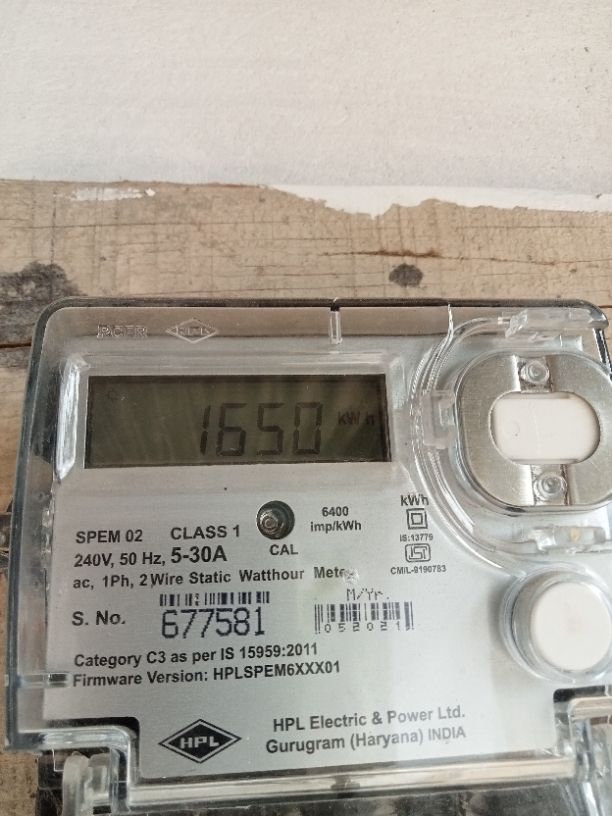 HPL
1650 kWh
SPEM 02 CLASS 1
6400
imp/kWh
kWh
240V, 50 Hz, 5-30A
CAL
IS:13779
ac, 1Ph, 2 Wire Static Watthour Meter
CM/L-9190783
M/Yr.
S. No. 677581
052021
Category C3 as per IS 15959:2011
Firmware Version: HPLSPEM6XXX01
HPL
HPL Electric & Power Ltd.
Gurugram (Haryana) INDIA